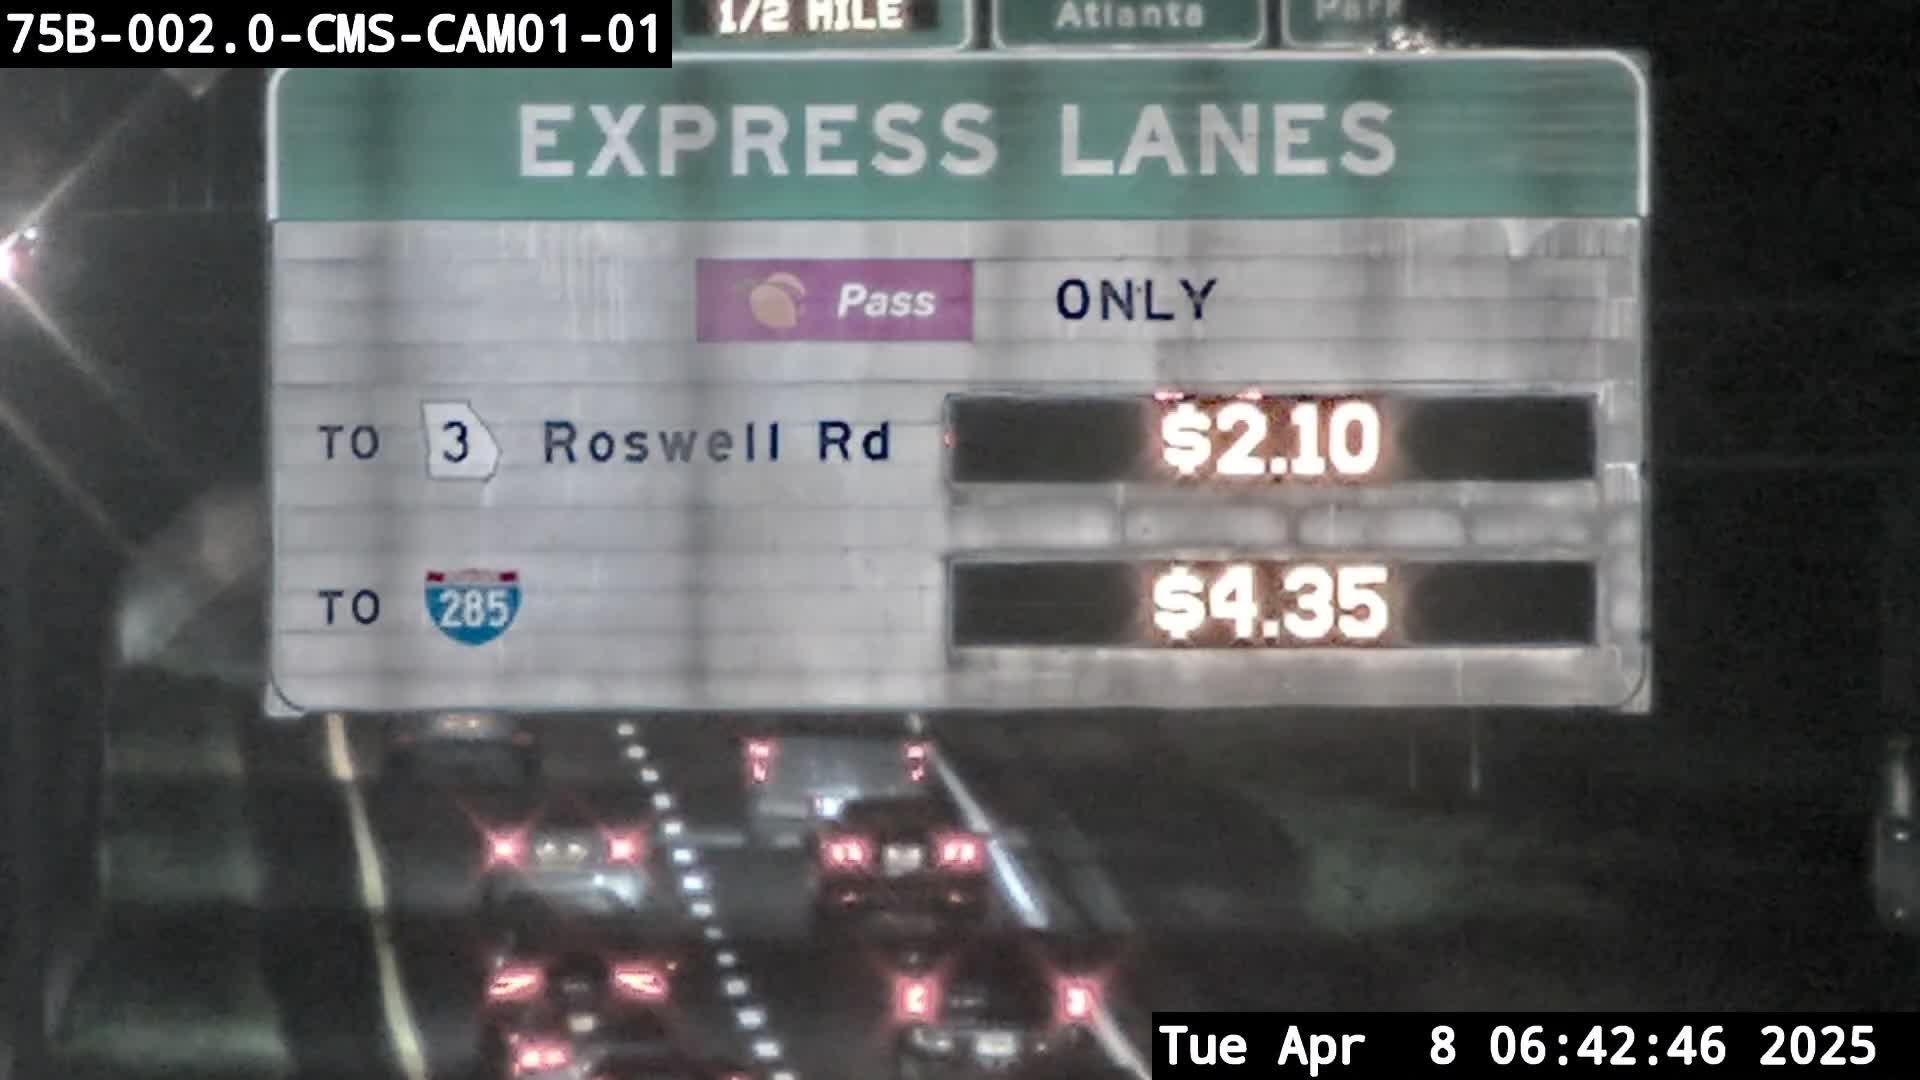 75B-002.0-CMS-CAM01-01
1/2 MILE
Atlanta
Park
EXPRESS LANES
Pass ONLY
TO 3 Roswell Rd $2.10
TO 285 $4.35
Tue Apr 8 06:42:46 2025